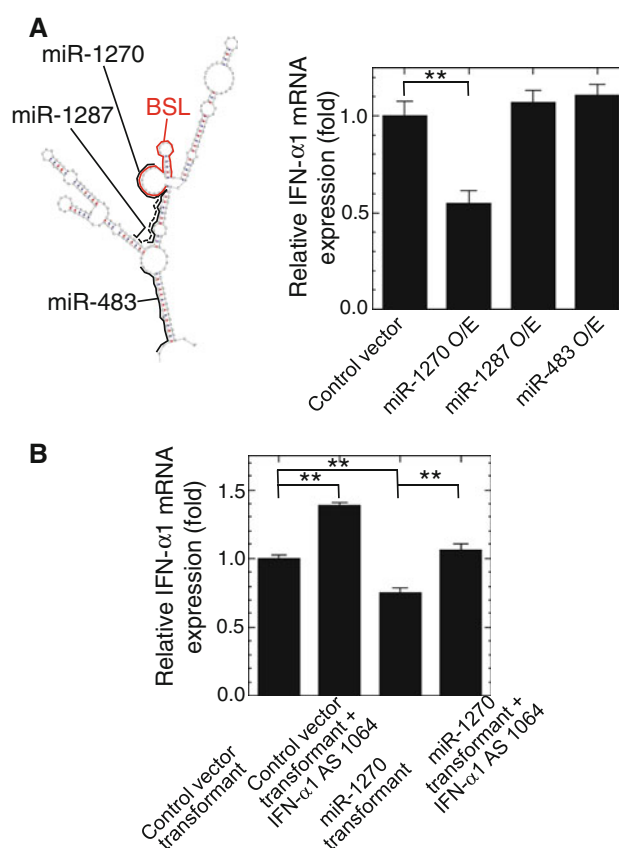 A
miR-1270
miR-1287
BSL
miR-483
Relative IFN-α1 mRNA
expression (fold)
**
1.0
0.5
0.0
Control vector
miR-1270 O/E
miR-1287 O/E
miR-483 O/E
B
Relative IFN-α1 mRNA
expression (fold)
**
**
**
1.5
1.0
0.5
0.0
Control vector
transformant
Control vector
transformant +
IFN-α1 AS 1064
miR-1270
transformant
miR-1270
transformant +
IFN-α1 AS 1064